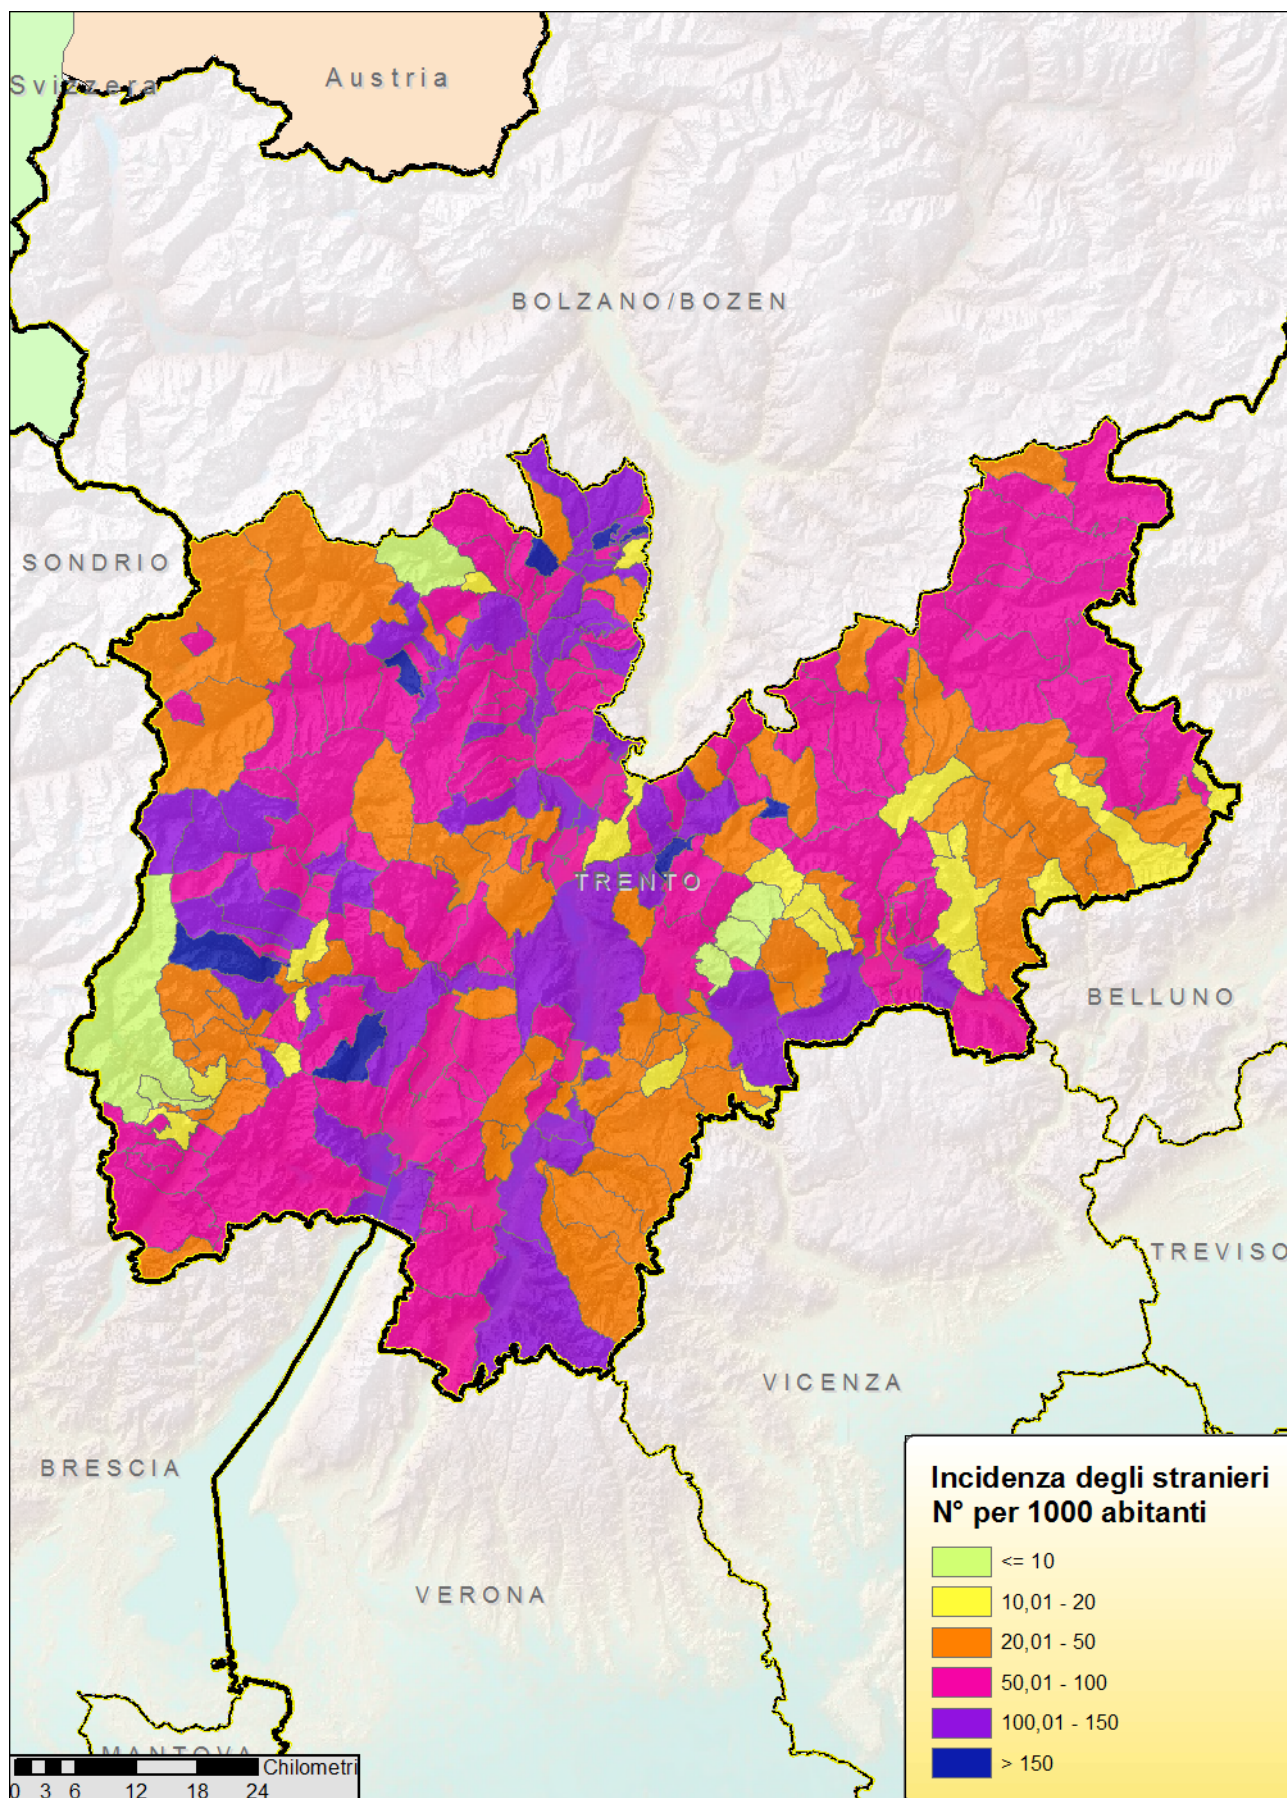 Austria
Svizzera
BOLZANO/BOZEN
SONDRIO
TRENTO
BELLUNO
TREVISO
VICENZA
BRESCIA
VERONA
MANTOVA
Incidenza degli stranieri
N° per 1000 abitanti
<= 10
10,01 - 20
20,01 - 50
50,01 - 100
100,01 - 150
> 150
Chilometri
0 3 6 12 18 24